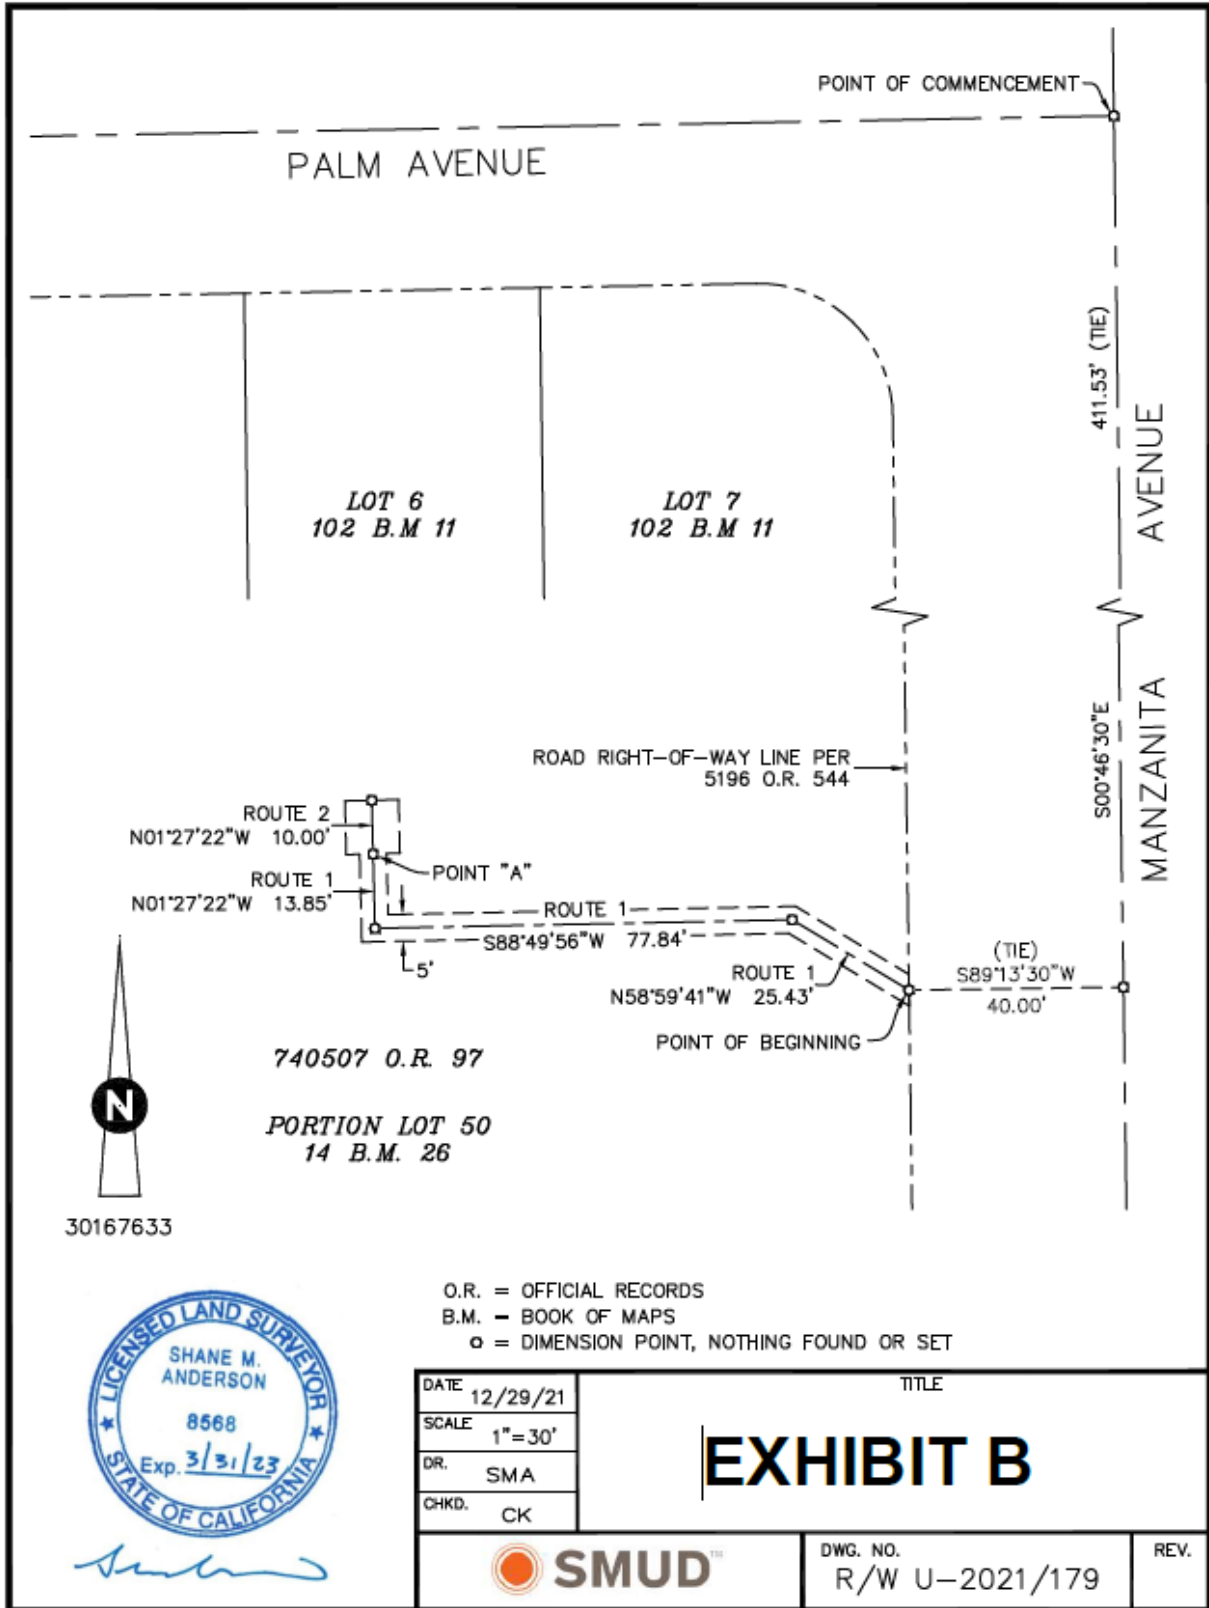 POINT OF COMMENCEMENT
PALM AVENUE
411.53' (TIE)
AVENUE
LOT 6
102 B.M 11
LOT 7
102 B.M 11
S00°46'30"E
MANZANITA
ROAD RIGHT-OF-WAY LINE PER
5196 O.R. 544
ROUTE 2
N01°27'22"W 10.00'
POINT "A"
ROUTE 1
N01°27'22"W 13.85'
ROUTE 1
S88°49'56"W 77.84'
5'
ROUTE 1
N58°59'41"W 25.43'
(TIE)
S89°13'30"W
40.00'
POINT OF BEGINNING
740507 O.R. 97
PORTION LOT 50
14 B.M. 26
N
30167633
O.R. = OFFICIAL RECORDS
B.M. = BOOK OF MAPS
o = DIMENSION POINT, NOTHING FOUND OR SET
LICENSED LAND SURVEYOR
SHANE M.
ANDERSON
8568
Exp. 3/31/23
STATE OF CALIFORNIA
DATE 12/29/21
SCALE 1"=30'
DR. SMA
CHKD. CK
TITLE
EXHIBIT B
SMUD™
DWG. NO.
R/W U-2021/179
REV.